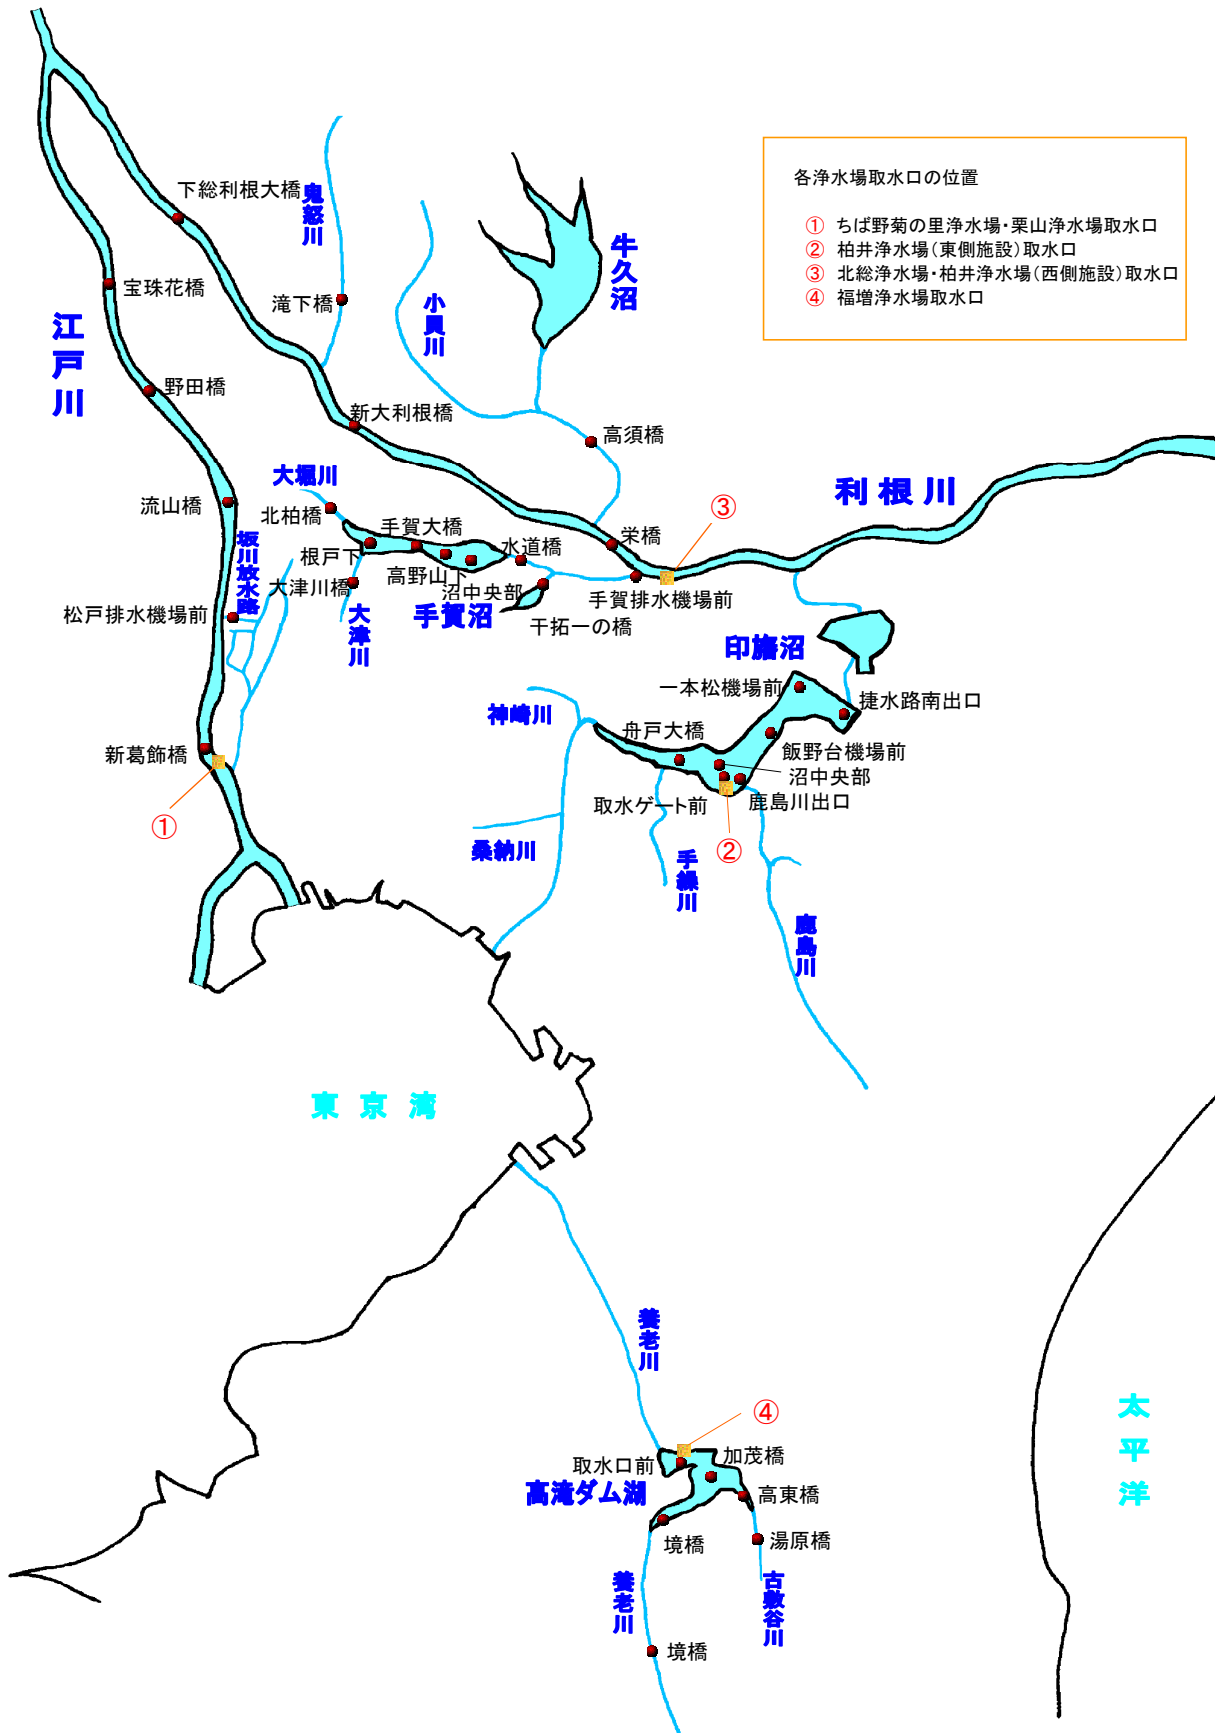 各浄水場取水口の位置
① ちば野菊の里浄水場・栗山浄水場取水口
② 柏井浄水場(東側施設)取水口
③ 北総浄水場・柏井浄水場(西側施設)取水口
④ 福増浄水場取水口
下総利根大橋
鬼怒川
牛久沼
宝珠花橋
滝下橋
小貝川
江戸川
野田橋
新大利根橋
高須橋
大堀川
利根川
流山橋
③
北柏橋
手賀大橋
栄橋
坂川放水路
根戸下
水道橋
高野山下
大津川橋
沼中央部
手賀排水機場前
松戸排水機場前
大津川
手賀沼
干拓一の橋
印旛沼
一本松機場前
捷水路南出口
神崎川
舟戸大橋
新葛飾橋
飯野台機場前
沼中央部
取水ゲート前
鹿島川出口
①
②
桑納川
手繰川
鹿島川
東京湾
養老川
④
太平洋
取水口前
加茂橋
高滝ダム湖
高東橋
境橋
湯原橋
養老川
古敷谷川
境橋